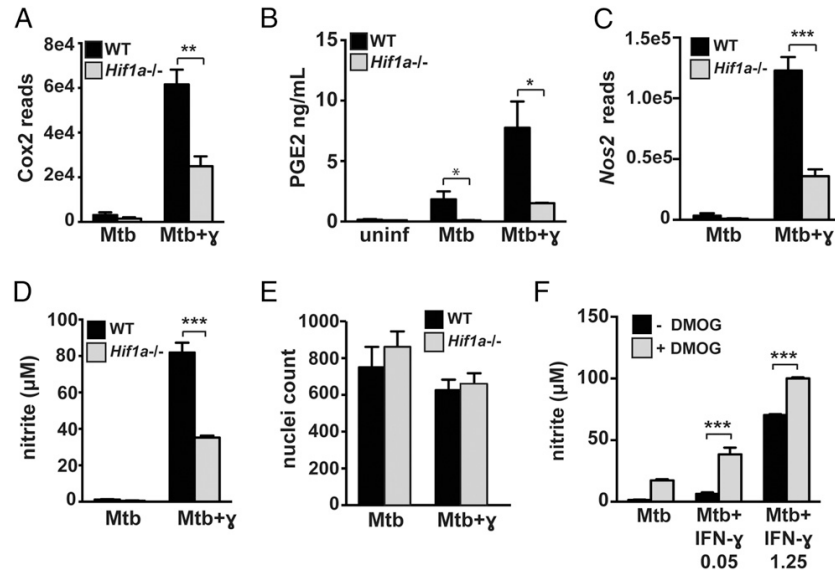 A
WT
Hif1a-/-
Cox2 reads
8e4
6e4
4e4
2e4
0
**
Mtb
Mtb+ɣ
B
WT
Hif1a-/-
PGE2 ng/mL
15
10
5
0
*
*
uninf
Mtb
Mtb+ɣ
C
WT
Hif1a-/-
Nos2 reads
1.5e5
1.0e5
0.5e5
0
***
Mtb
Mtb+ɣ
D
WT
Hif1a-/-
nitrite (µM)
100
80
60
40
20
0
***
Mtb
Mtb+ɣ
E
WT
Hif1a-/-
nuclei count
1000
800
600
400
200
0
Mtb
Mtb+ɣ
F
- DMOG
+ DMOG
nitrite (µM)
150
100
50
0
***
***
Mtb
Mtb+
IFN-ɣ
0.05
Mtb+
IFN-ɣ
1.25